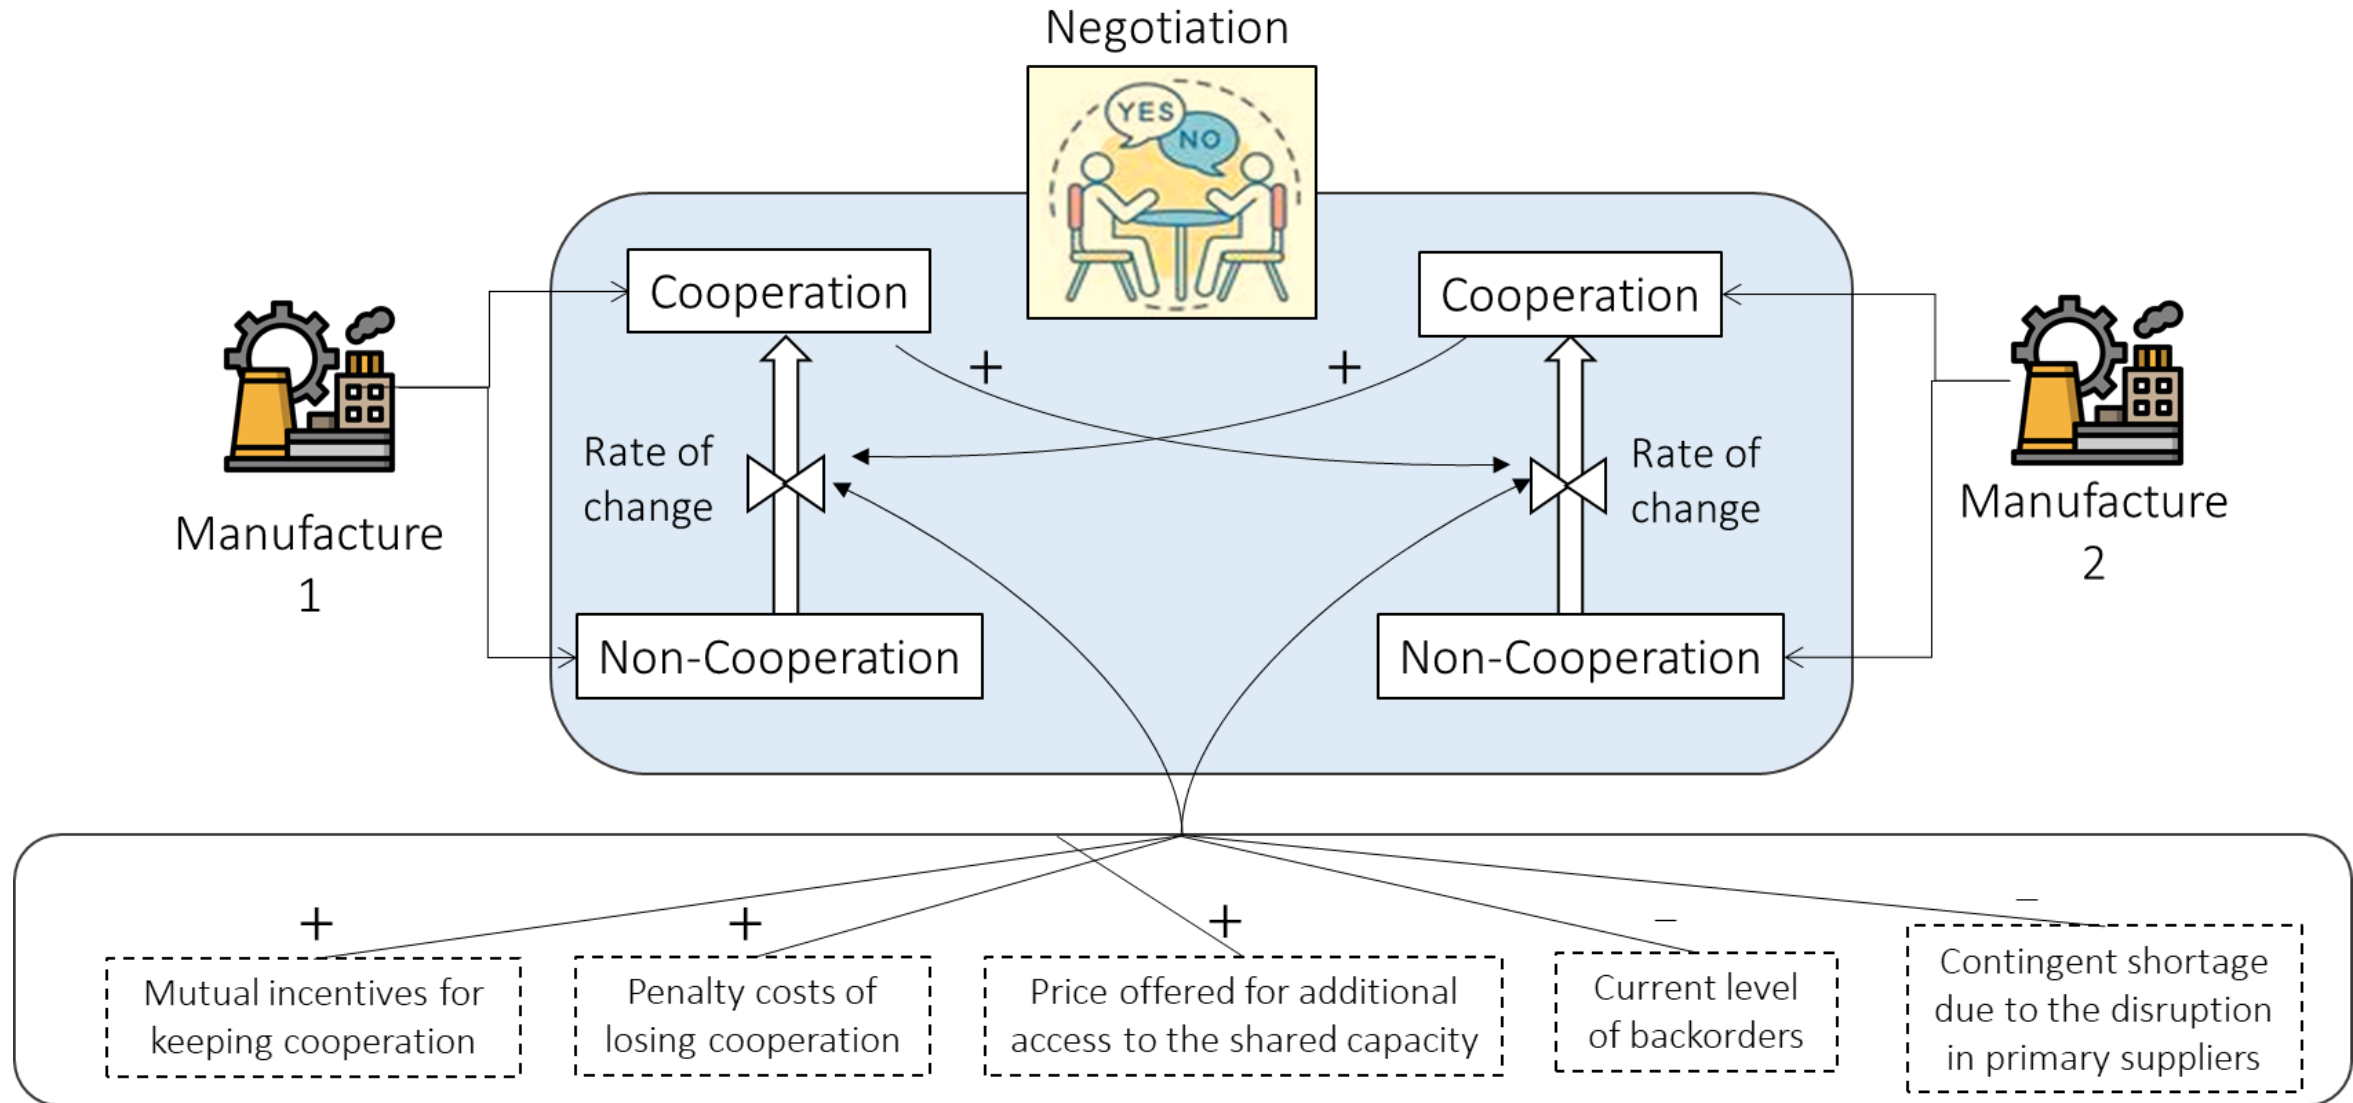 Negotiation
YES
NO
Cooperation
Cooperation
+
+
Rate of
change
Rate of
change
Manufacture
1
Manufacture
2
Non-Cooperation
Non-Cooperation
+
+
+
–
–
Mutual incentives for
keeping cooperation
Penalty costs of
losing cooperation
Price offered for additional
access to the shared capacity
Current level
of backorders
Contingent shortage
due to the disruption
in primary suppliers